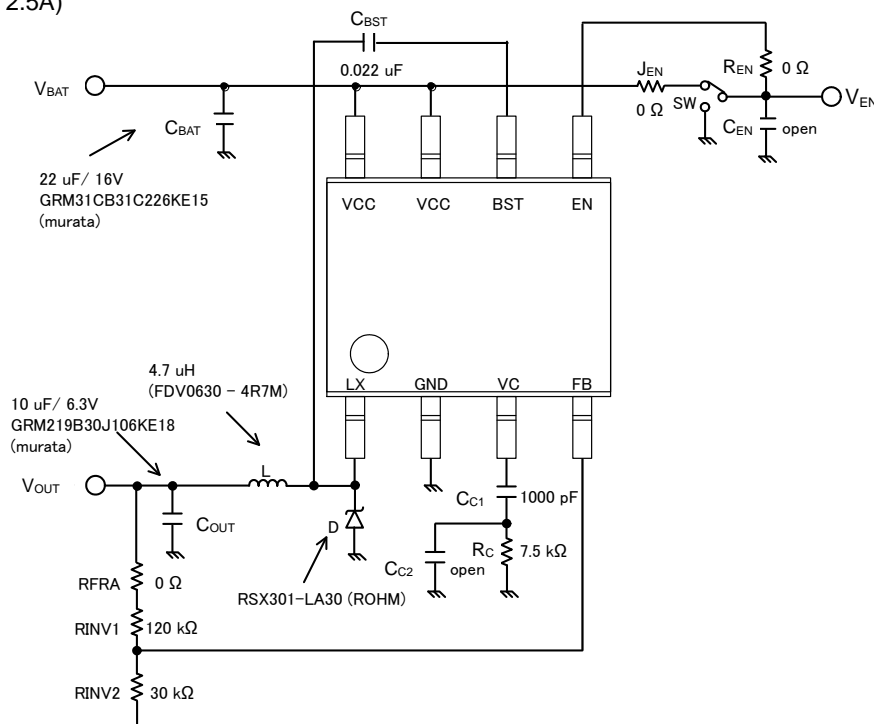 2.5A)
CBST
0.022 uF
VBAT
CBAT
22 uF/ 16V
GRM31CB31C226KE15
(murata)
JEN
0 Ω
SW
REN
0 Ω
VEN
CEN
open
VCC
VCC
BST
EN
LX
GND
VC
FB
4.7 uH
(FDV0630 - 4R7M)
10 uF/ 6.3V
GRM219B30J106KE18
(murata)
VOUT
L
COUT
D
RSX301-LA30 (ROHM)
CC1
1000 pF
CC2
open
RC
7.5 kΩ
RFRA
0 Ω
RINV1
120 kΩ
RINV2
30 kΩ